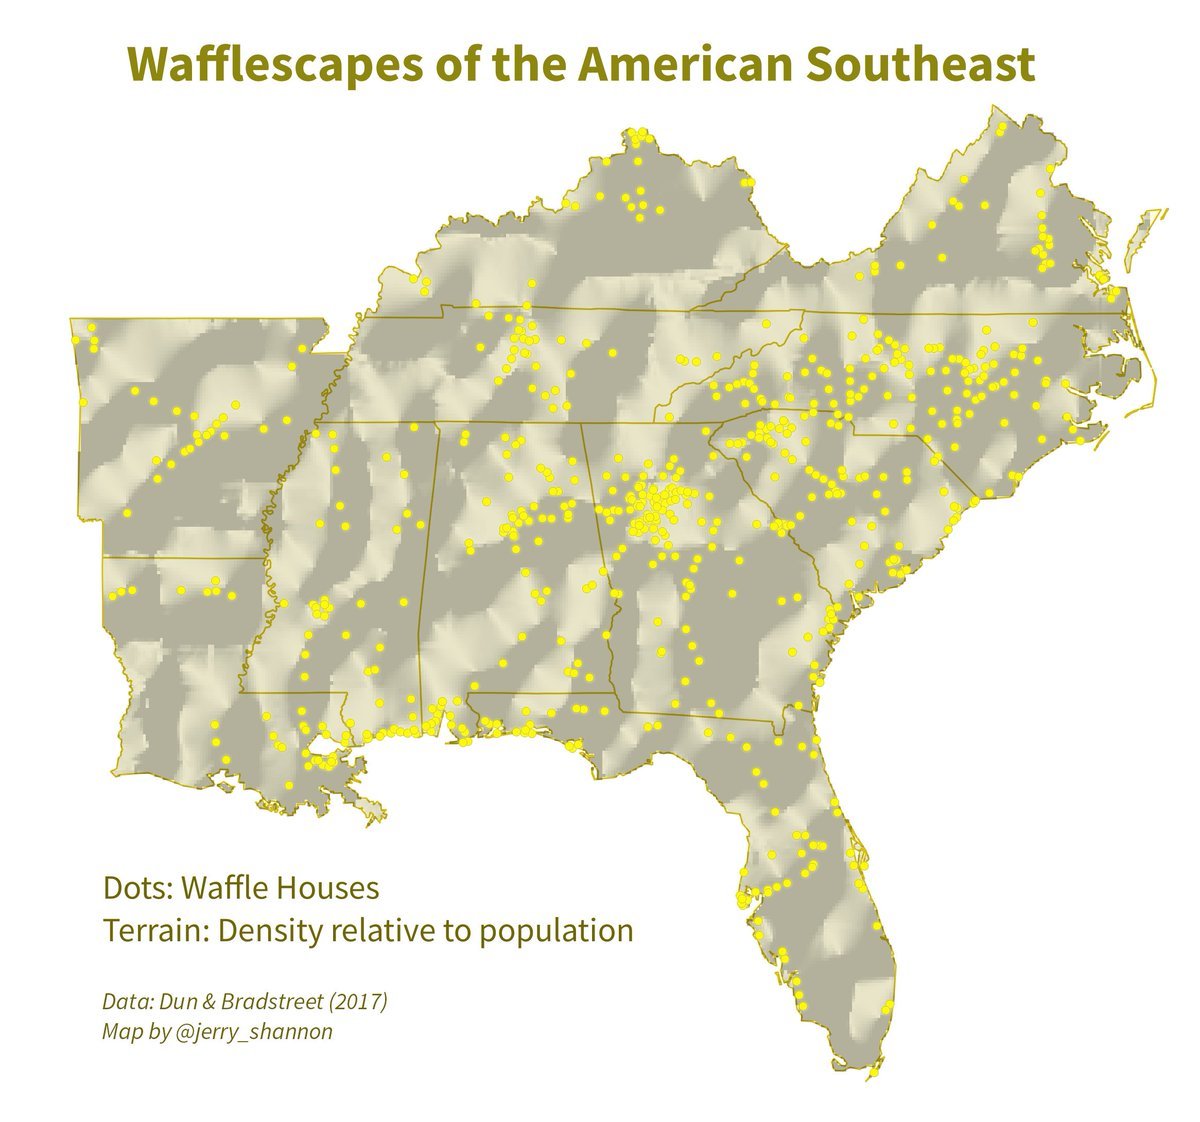 Wafflescapes of the American Southeast
Dots: Waffle Houses
Terrain: Density relative to population
Data: Dun & Bradstreet (2017)
Map by @jerry_shannon